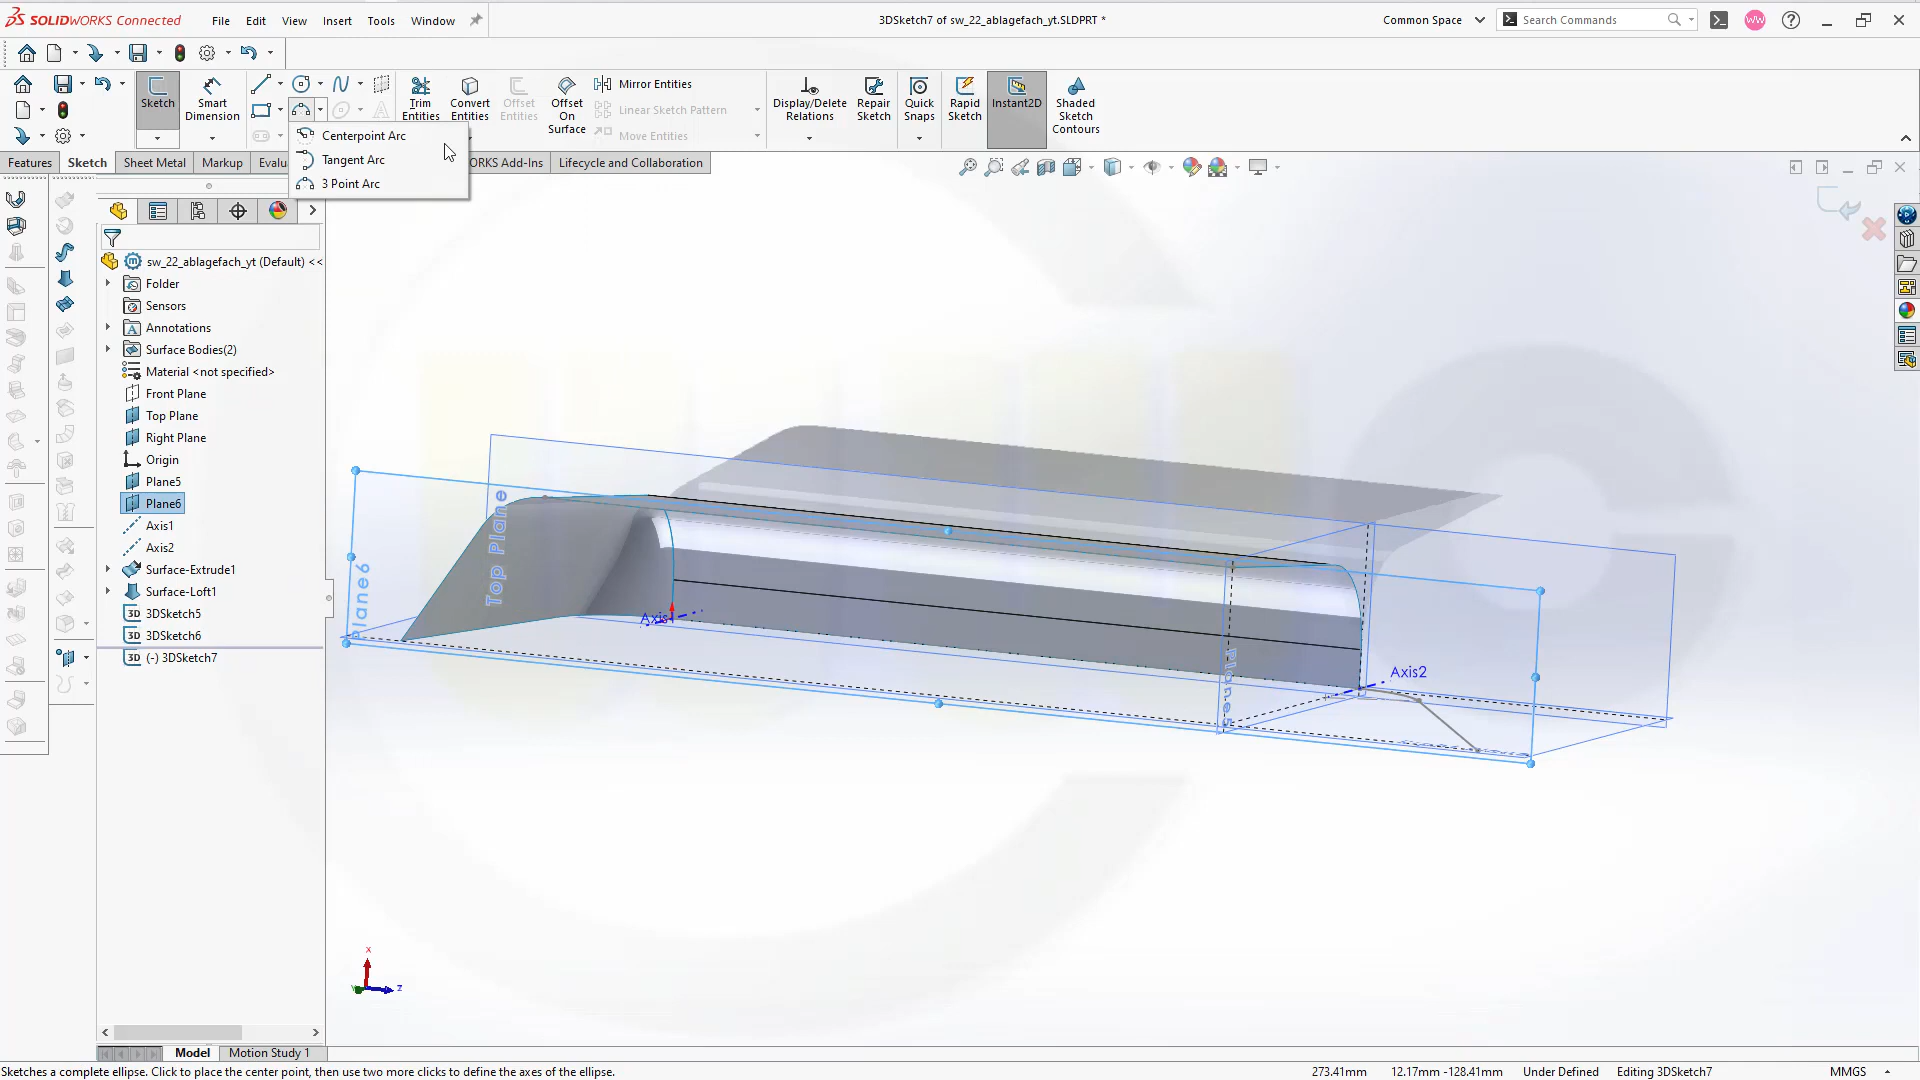 SOLIDWORKS Connected
File Edit View Insert Tools Window
3DSketch7 of sw_22_ablagefach_yt.SLDPRT *
Common Space
Search Commands
WW
Sketch
Smart Dimension
Trim Entities
Convert Entities
Offset Entities
Offset On Surface
Mirror Entities
Linear Sketch Pattern
Move Entities
Display/Delete Relations
Repair Sketch
Quick Snaps
Rapid Sketch
Instant2D
Shaded Sketch Contours
Centerpoint Arc
Tangent Arc
3 Point Arc
Features Sketch Sheet Metal Markup Evalu ORKS Add-Ins Lifecycle and Collaboration
sw_22_ablagefach_yt (Default) <<
Folder
Sensors
Annotations
Surface Bodies(2)
Material <not specified>
Front Plane
Top Plane
Right Plane
Origin
Plane5
Plane6
Axis1
Axis2
Surface-Extrude1
Surface-Loft1
3D 3DSketch5
3D 3DSketch6
3D (-) 3DSketch7
Top Plane
Plane6
Axis1
Plane5
Axis2
X
Y
Z
Model Motion Study 1
Sketches a complete ellipse. Click to place the center point, then use two more clicks to define the axes of the ellipse.
273.41mm 12.17mm -128.41mm Under Defined Editing 3DSketch7 MMGS